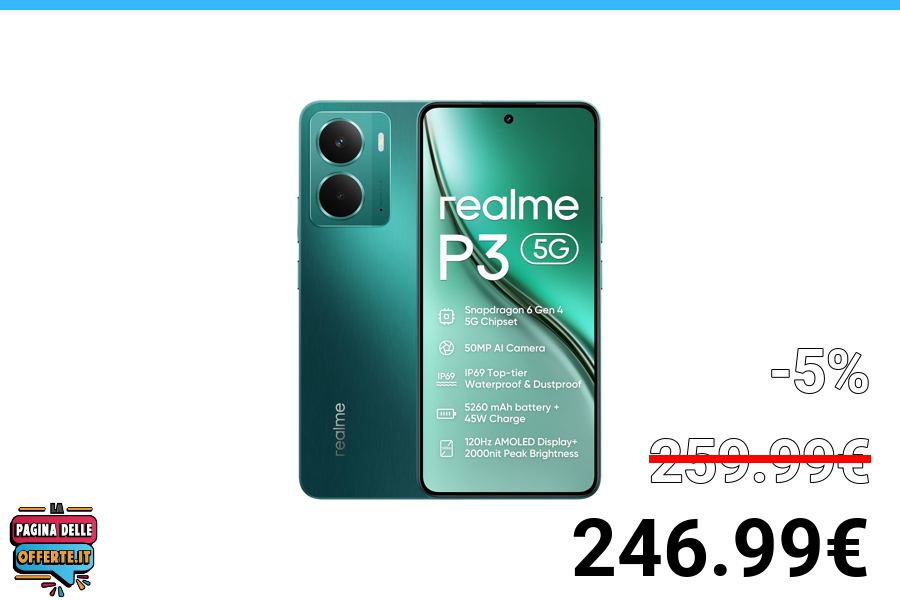 realme
P3 5G
Snapdragon 6 Gen 4
5G Chipset
50MP AI Camera
IP69
IP69 Top-tier
Waterproof & Dustproof
5260 mAh battery +
45W Charge
120Hz AMOLED Display+
2000nit Peak Brightness
realme
-5%
259.99€
246.99€
LA
PAGINA DELLE
OFFERTE.IT